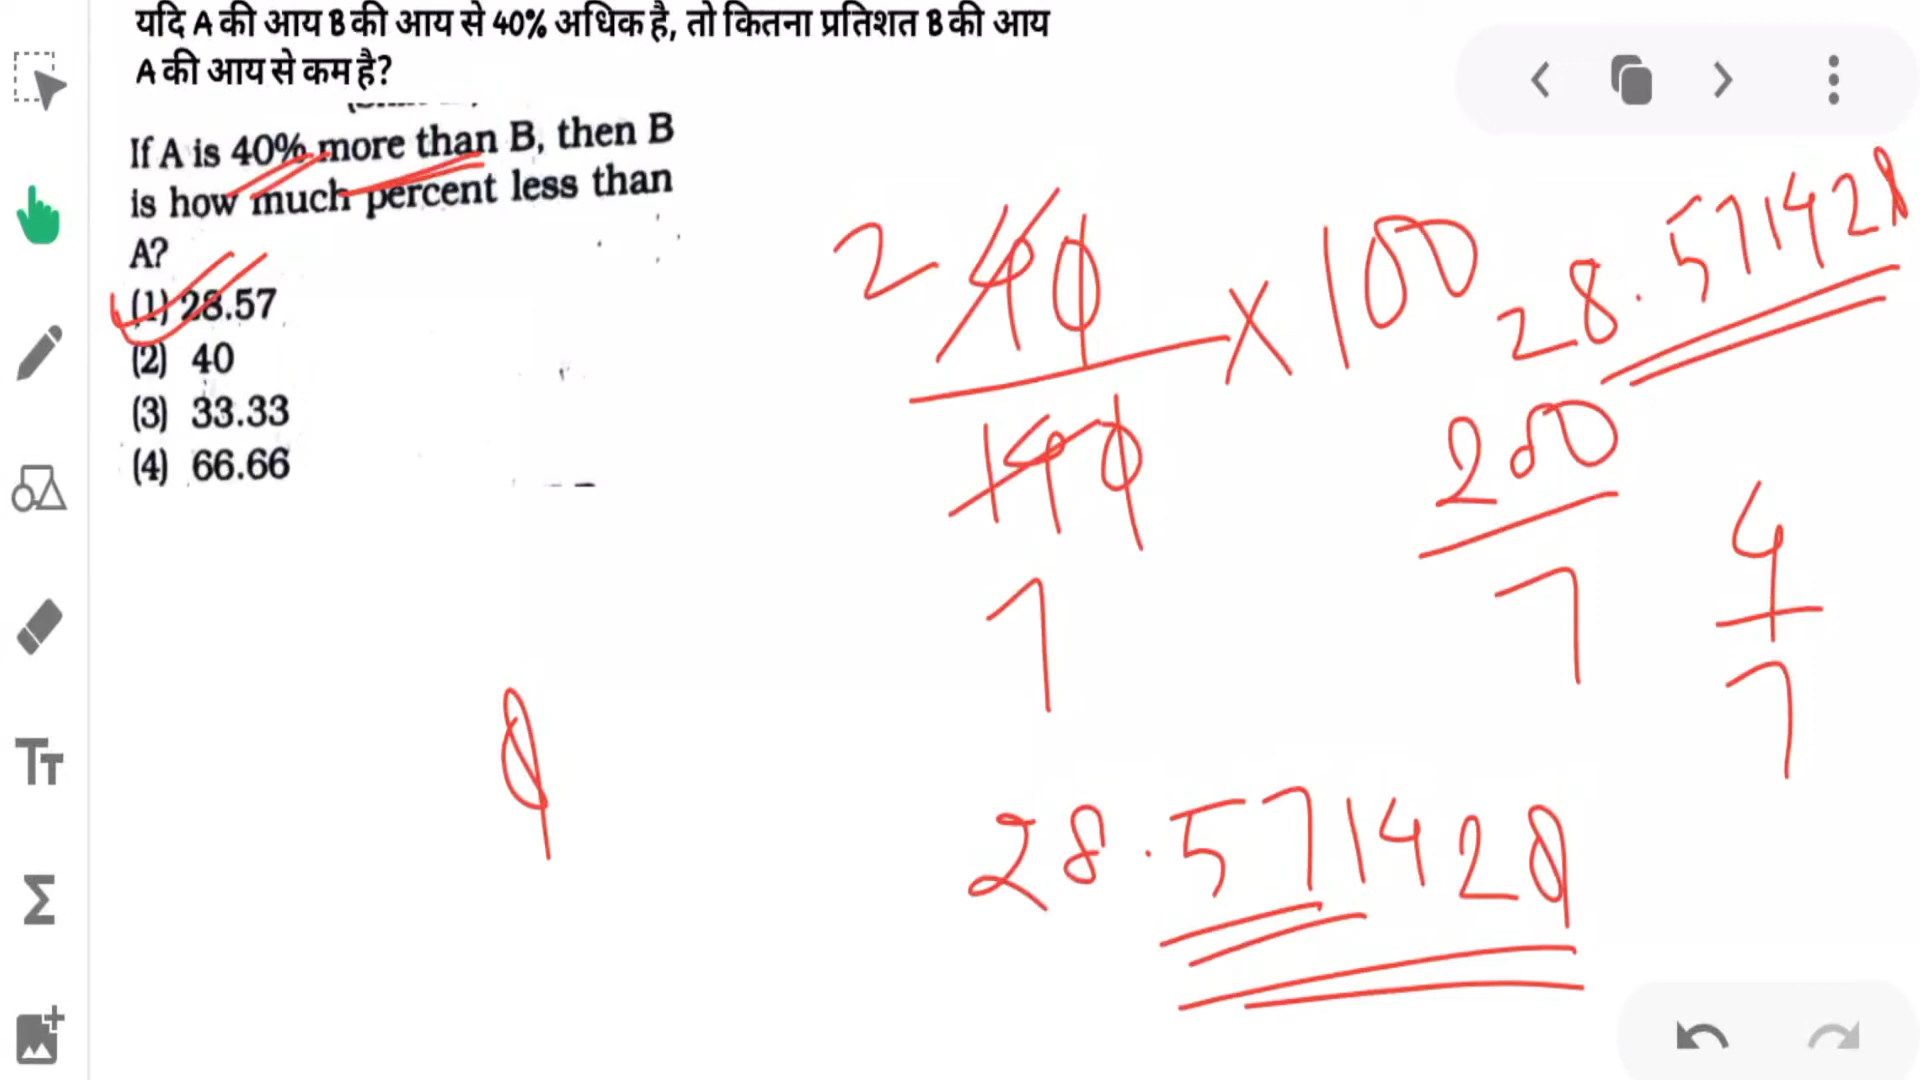 यदि A की आय B की आय से 40% अधिक है, तो कितना प्रतिशत B की आय
A की आय से कम है?
If A is 40% more than B, then B
is how much percent less than
A?
(1) 28.57
(2) 40
(3) 33.33
(4) 66.66
2 40 × 100
140
7
28.571428
200
7
4
7
28.571428
Tт
Σ